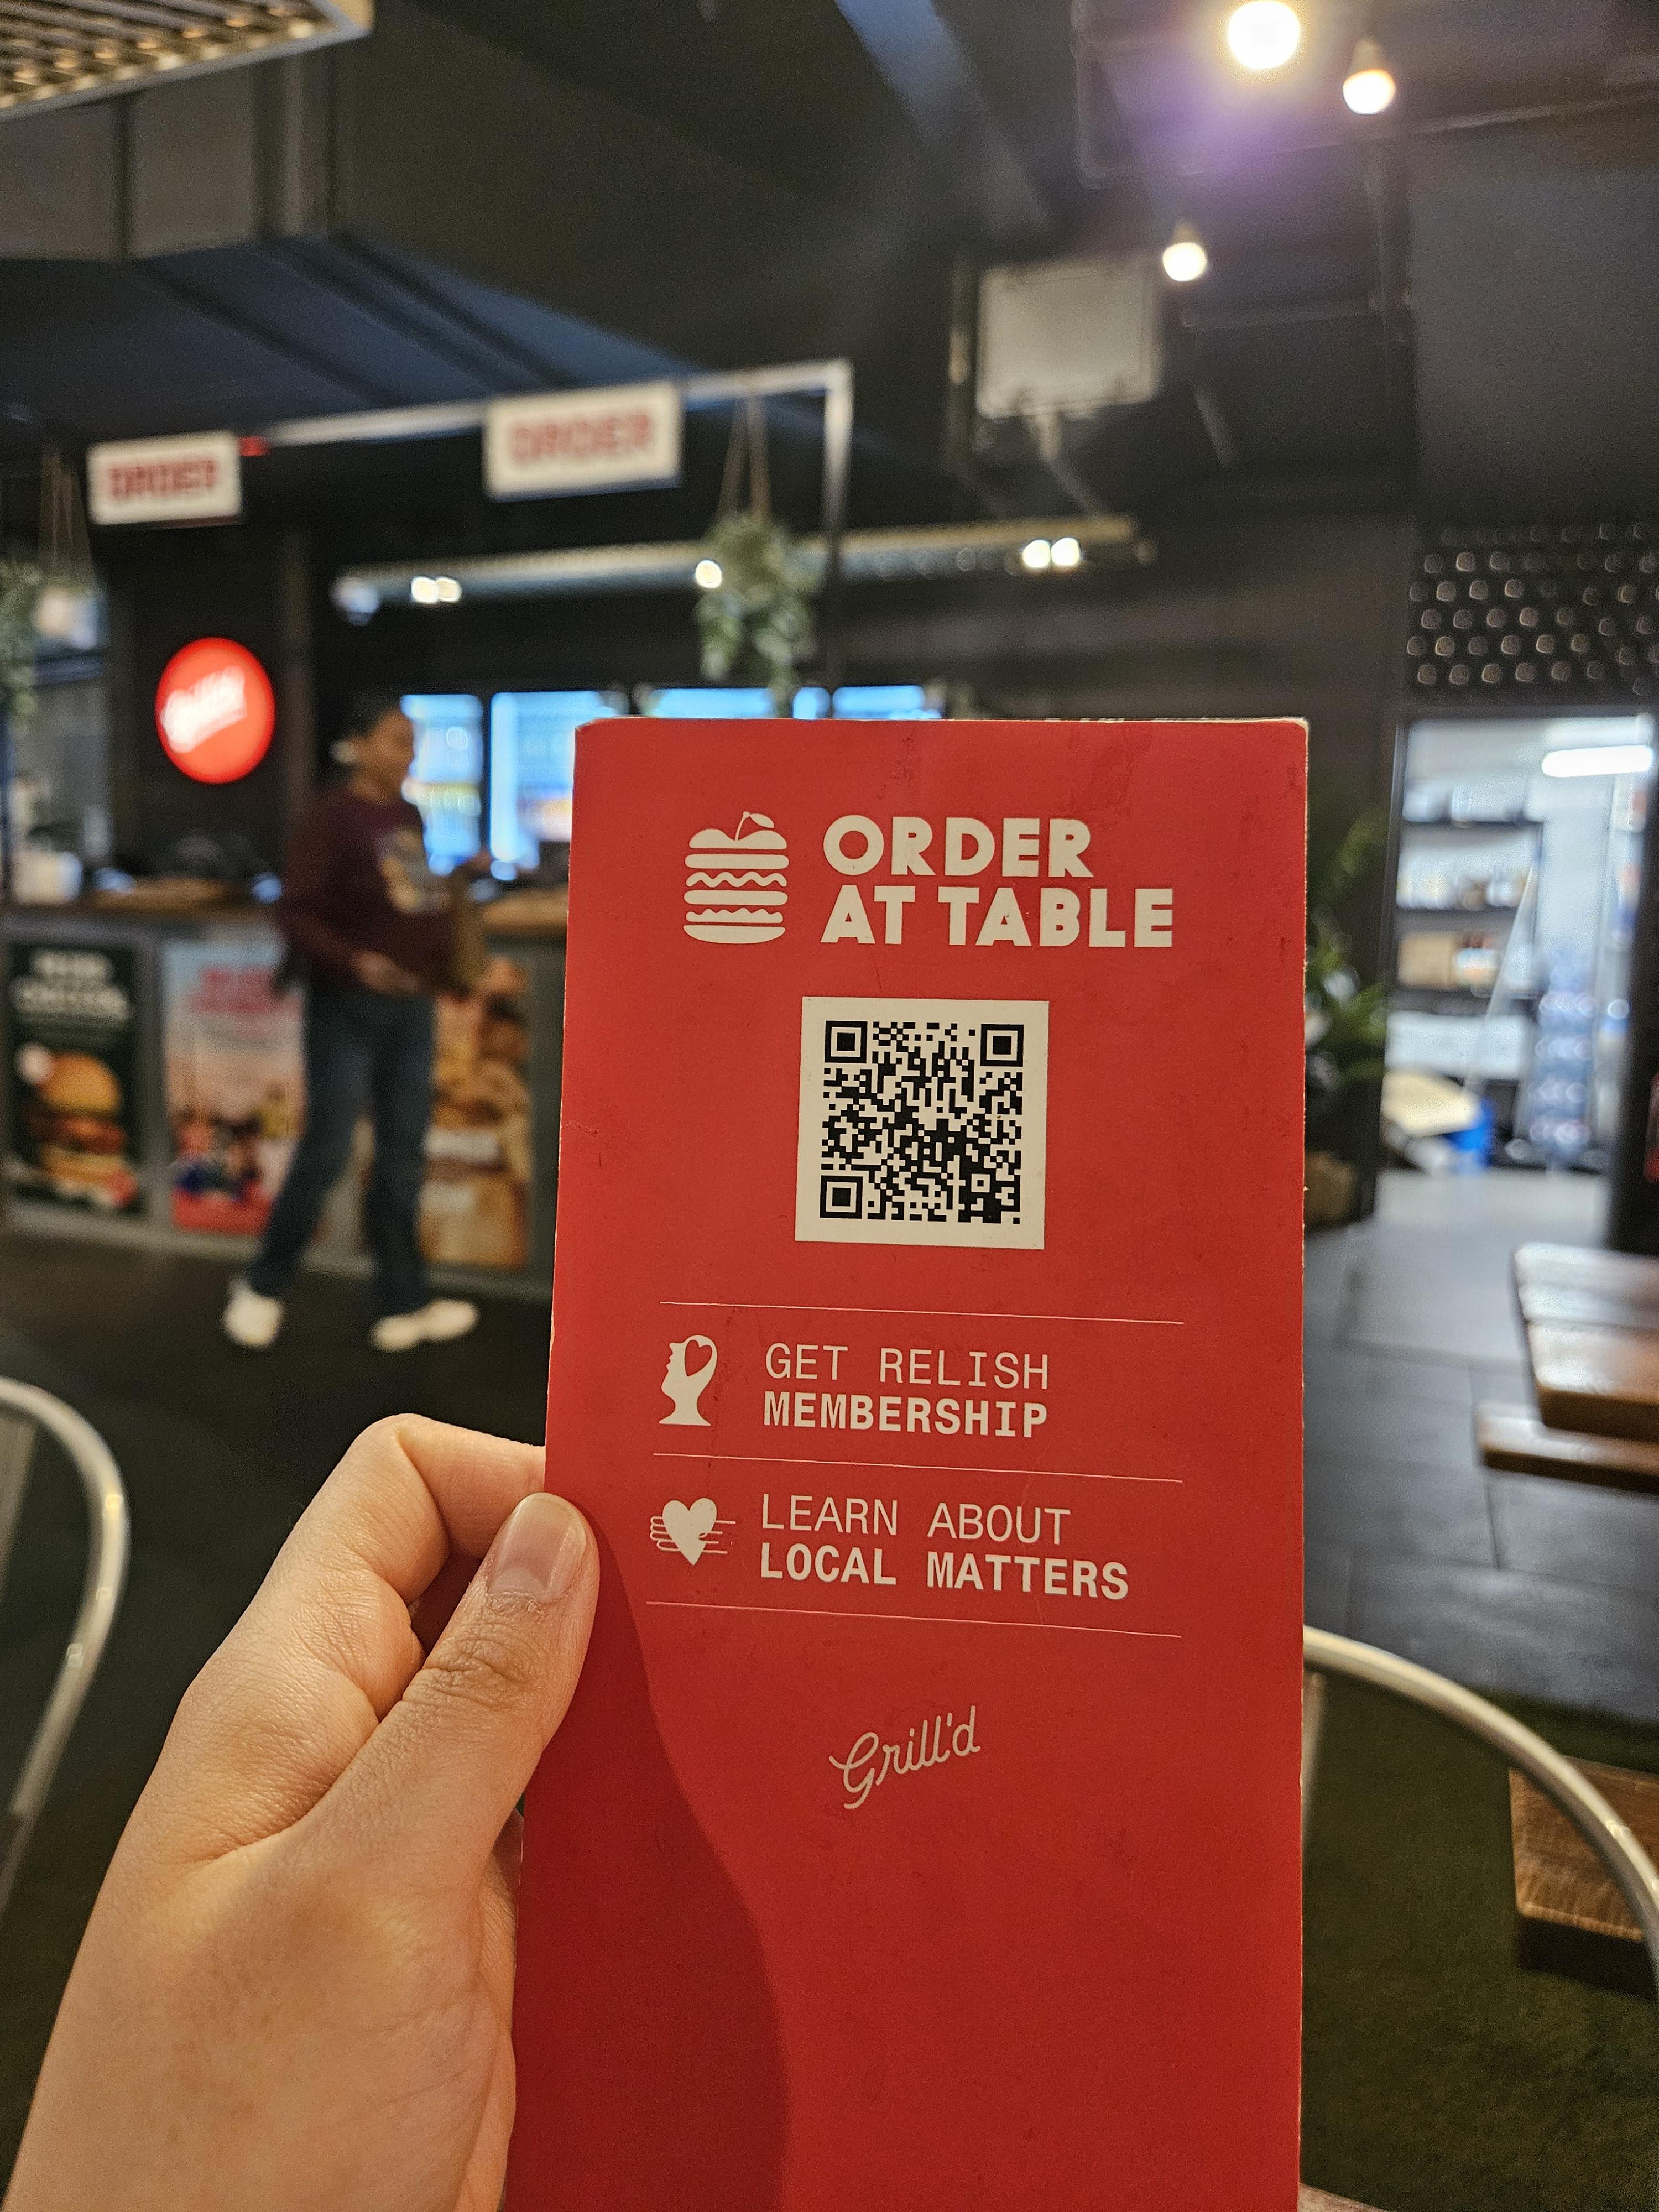 ORDER
ORDER
Grill'd
ORDER
AT TABLE
GET RELISH
MEMBERSHIP
LEARN ABOUT
LOCAL MATTERS
Grill'd